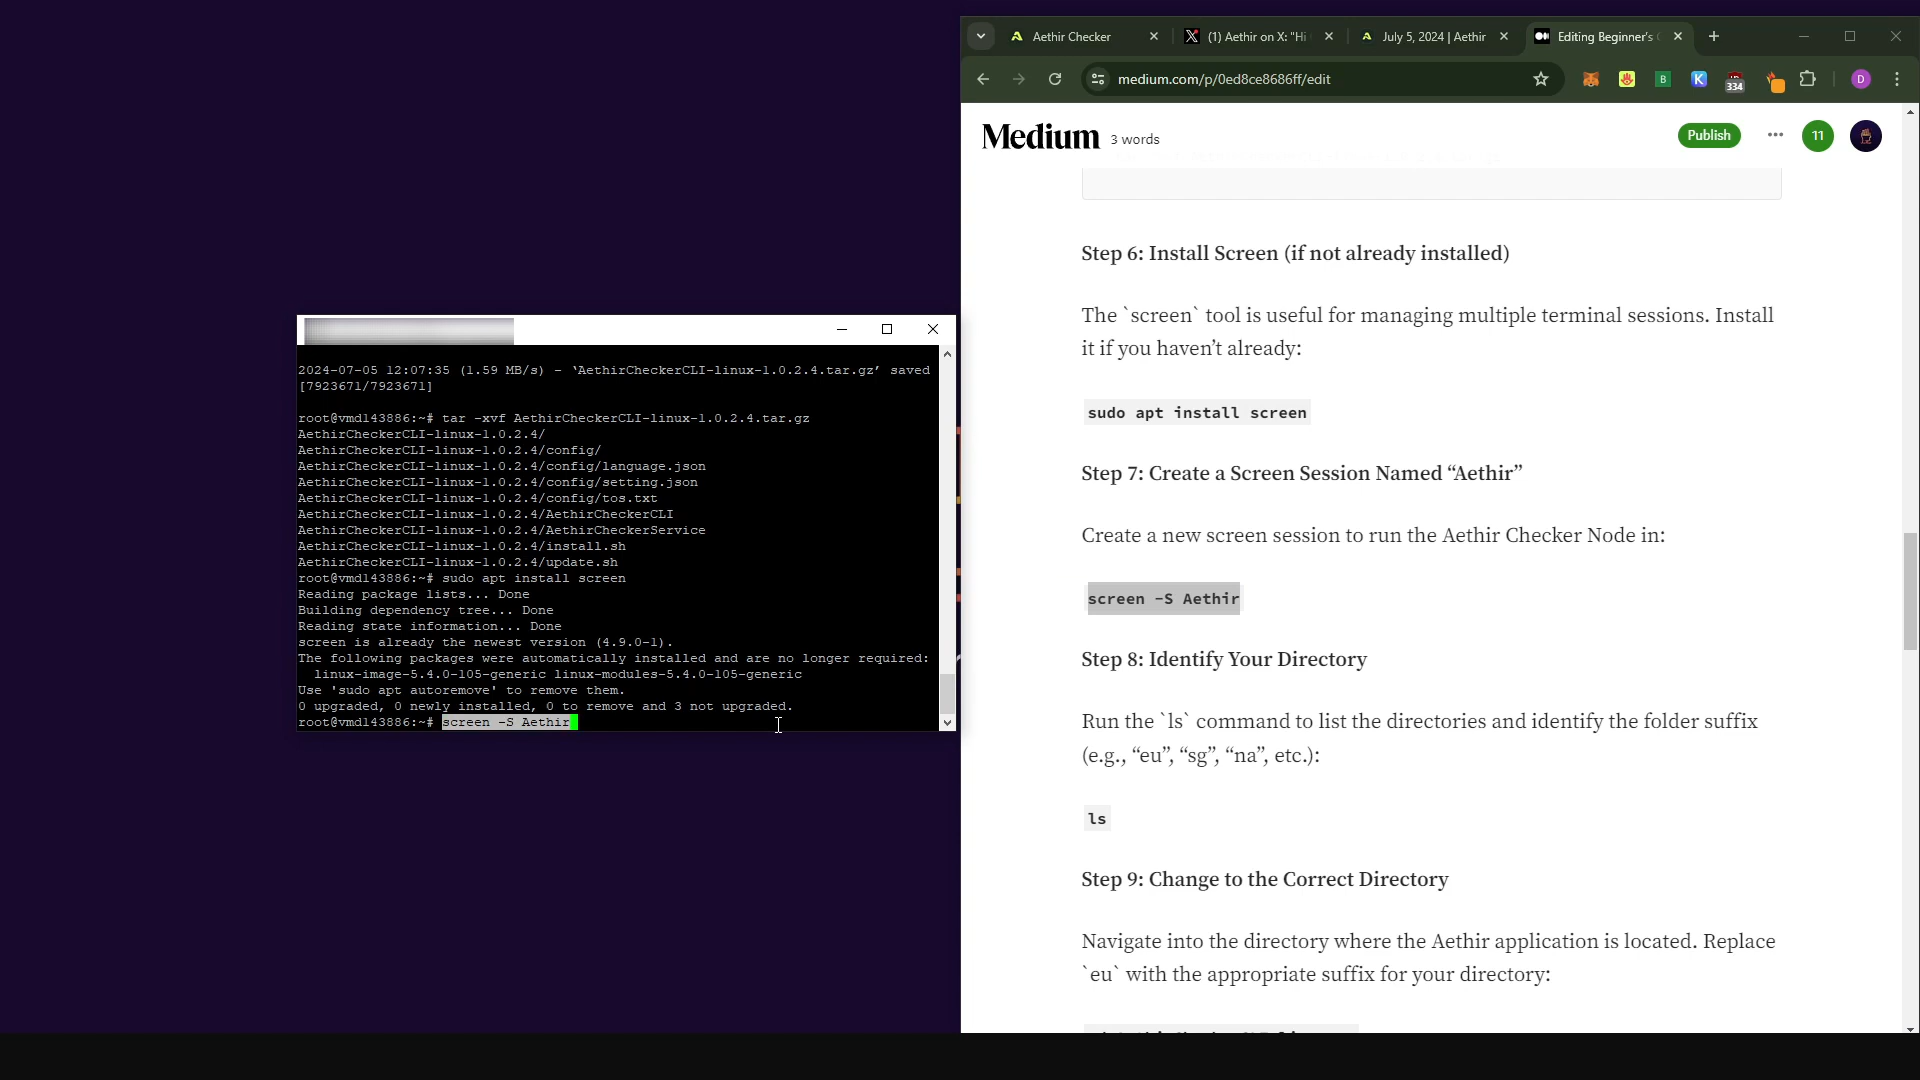 2024-07-05 12:07:35 (1.59 MB/s) - ‘AethirCheckerCLI-linux-1.0.2.4.tar.gz’ saved
[7923671/7923671]
root@vmd143886:~# tar -xvf AethirCheckerCLI-linux-1.0.2.4.tar.gz
AethirCheckerCLI-linux-1.0.2.4/
AethirCheckerCLI-linux-1.0.2.4/config/
AethirCheckerCLI-linux-1.0.2.4/config/language.json
AethirCheckerCLI-linux-1.0.2.4/config/setting.json
AethirCheckerCLI-linux-1.0.2.4/config/tos.txt
AethirCheckerCLI-linux-1.0.2.4/AethirCheckerCLI
AethirCheckerCLI-linux-1.0.2.4/AethirCheckerService
AethirCheckerCLI-linux-1.0.2.4/install.sh
AethirCheckerCLI-linux-1.0.2.4/update.sh
root@vmd143886:~# sudo apt install screen
Reading package lists... Done
Building dependency tree... Done
Reading state information... Done
screen is already the newest version (4.9.0-1).
The following packages were automatically installed and are no longer required:
linux-image-5.4.0-105-generic linux-modules-5.4.0-105-generic
Use 'sudo apt autoremove' to remove them.
0 upgraded, 0 newly installed, 0 to remove and 3 not upgraded.
root@vmd143886:~# screen -S Aethir
Aethir Checker
(1) Aethir on X: "Hi
July 5, 2024 | Aethir
Editing Beginner's
medium.com/p/0ed8ce8686ff/edit
B
K
334
D
Medium 3 words
Publish
11
Step 6: Install Screen (if not already installed)
The `screen` tool is useful for managing multiple terminal sessions. Install
it if you haven’t already:
sudo apt install screen
Step 7: Create a Screen Session Named “Aethir”
Create a new screen session to run the Aethir Checker Node in:
screen -S Aethir
Step 8: Identify Your Directory
Run the `ls` command to list the directories and identify the folder suffix
(e.g., “eu”, “sg”, “na”, etc.):
ls
Step 9: Change to the Correct Directory
Navigate into the directory where the Aethir application is located. Replace
`eu` with the appropriate suffix for your directory: